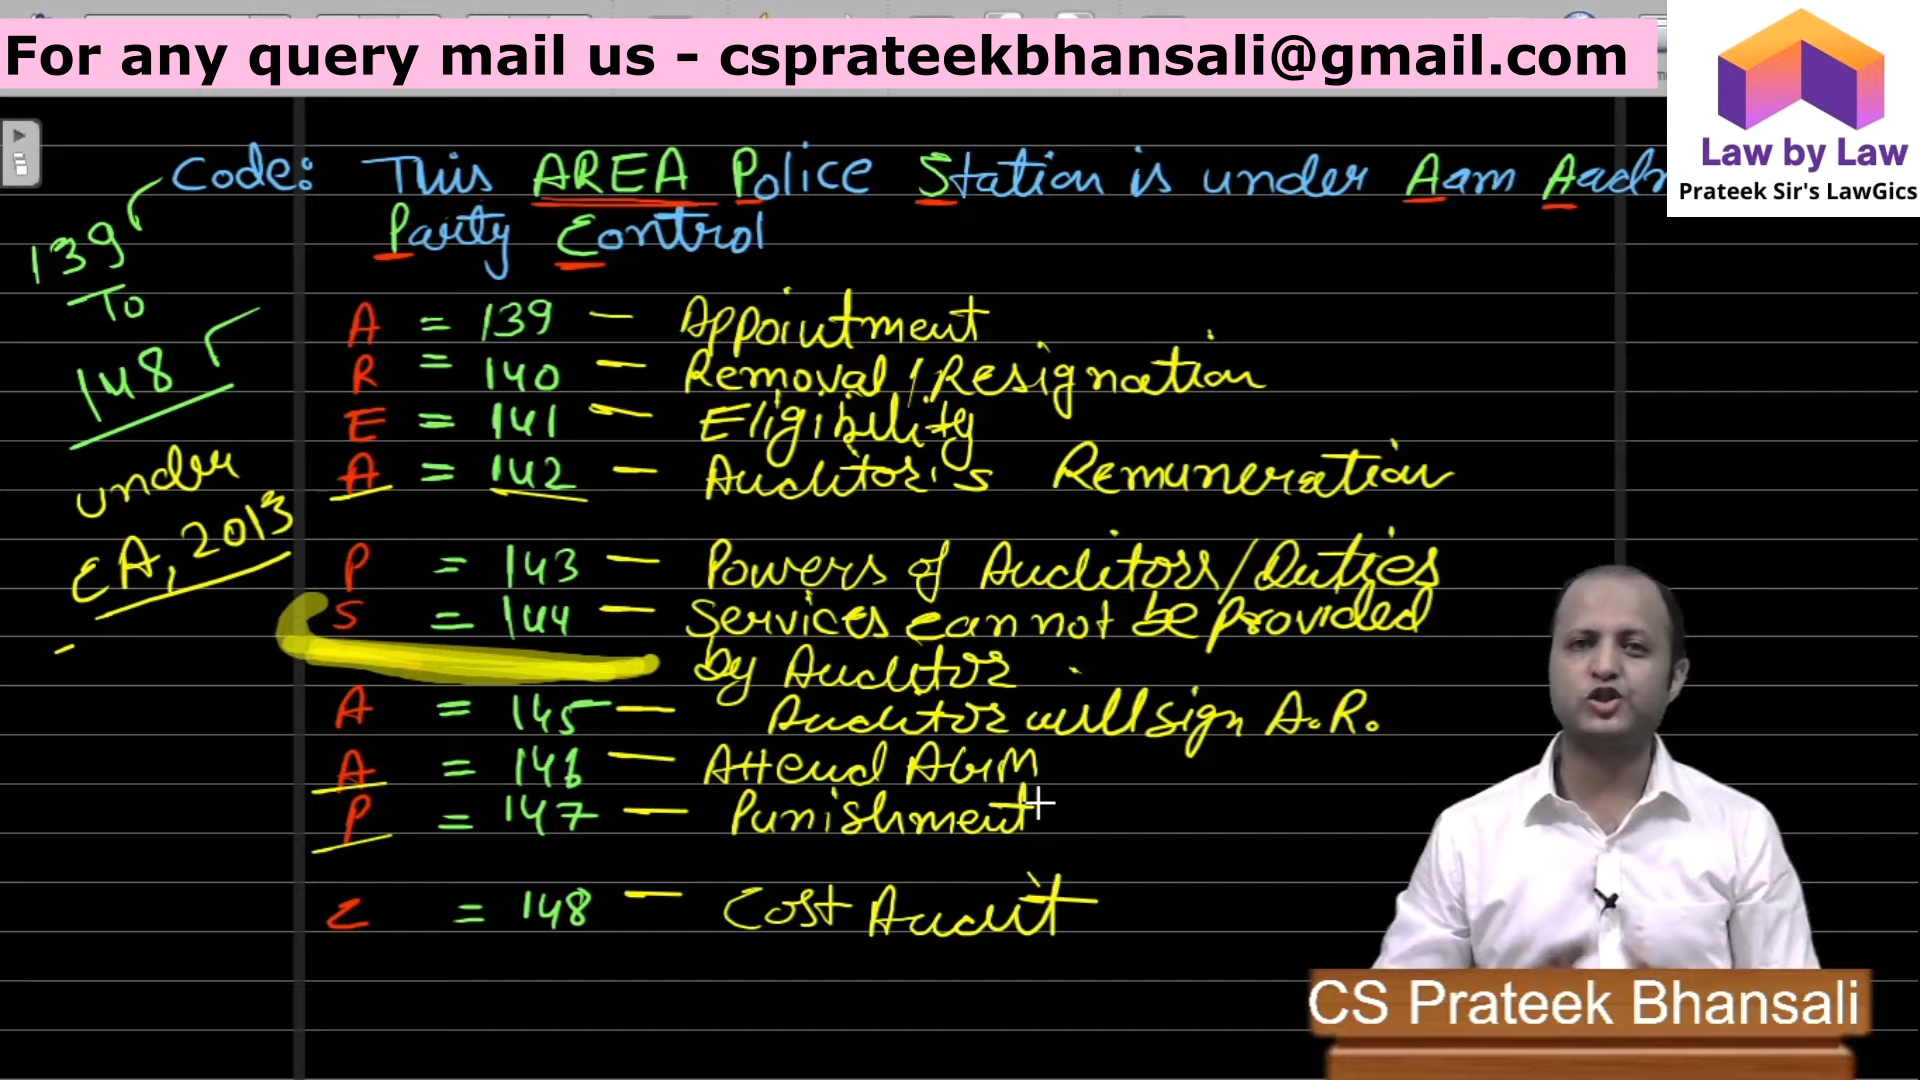 For any query mail us - csprateekbhansali@gmail.com
Law by Law
Prateek Sir's LawGics
Code: This AREA Police Station is under Aam
Party Control
139
To
148
under
CA, 2013
A = 139 — Appointment
R = 140 — Removal/Resignation
E = 141 — Eligibility
A = 142 — Auditor's Remuneration
P = 143 — Powers of Auditors/Duties
S = 144 — Services cannot be provided
by Auditor
A = 145 — Auditor will sign A.R.
A = 146 — Attend AGM
P = 147 — Punishment
C = 148 — Cost Audit
CS Prateek Bhansali